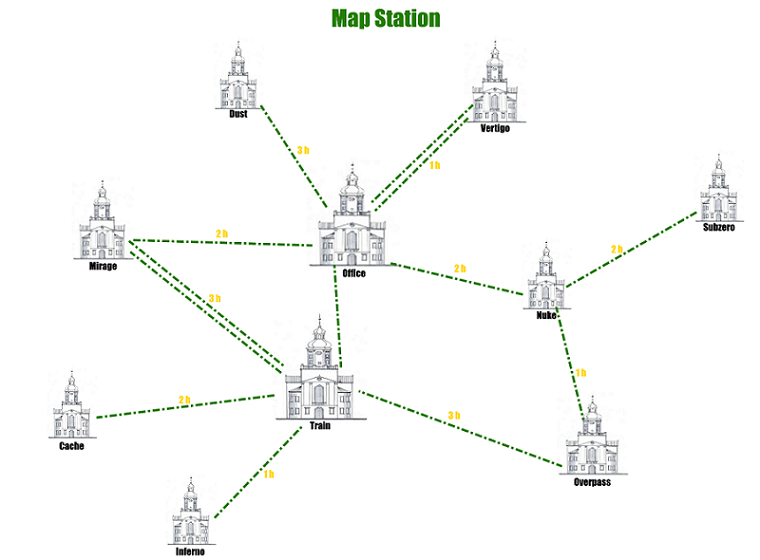 Map Station
Dust
Vertigo
3 h
1 h
Subzero
2 h
2 h
Mirage
Office
2 h
3 h
Nuke
1 h
2 h
Train
3 h
Cache
1 h
Overpass
Inferno